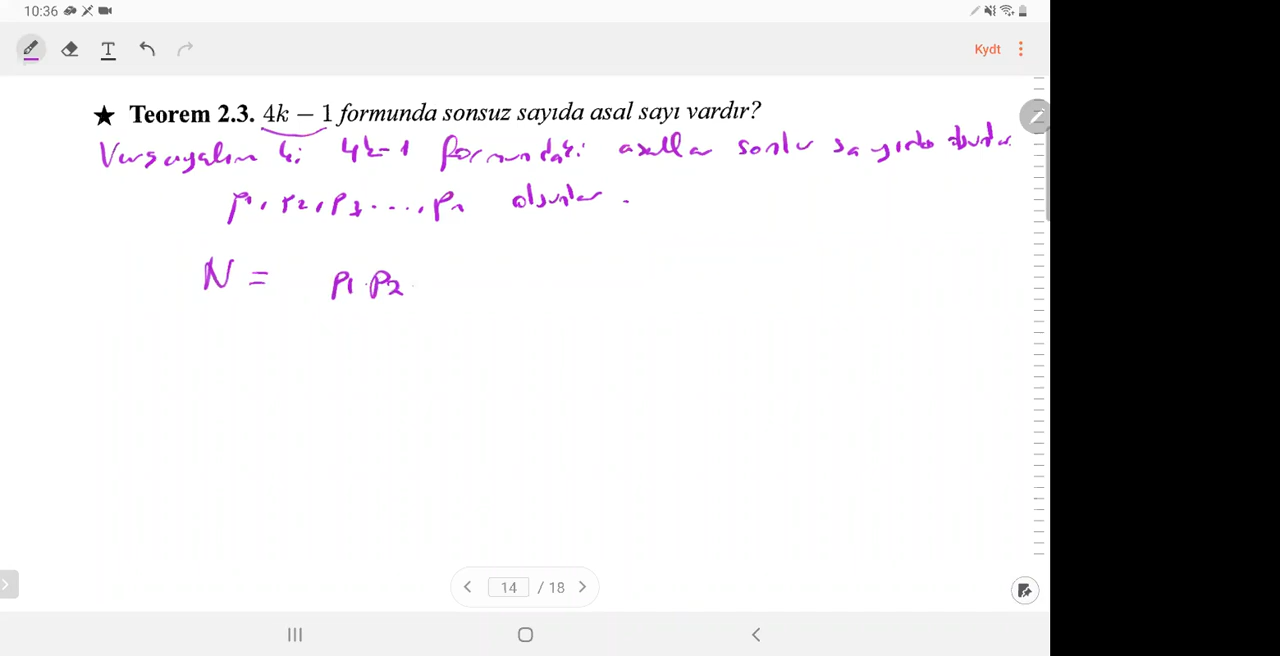 10:36
T
Kydt
★ Teorem 2.3. 4k − 1 formunda sonsuz sayıda asal sayı vardır?
Varsayalım ki 4k-1 formundaki asallar sonlu sayıda olsunlar.
p1, p2, p3, ..., pn olsunlar.
N = p1.p2
14 / 18